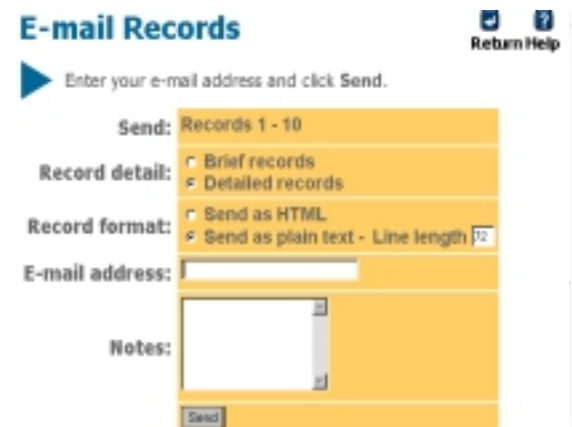 E-mail Records
Return Help
Enter your e-mail address and click Send.
Send: Records 1 - 10
Record detail: Brief records
Detailed records
Record format: Send as HTML
Send as plain text - Line length 72
E-mail address:
Notes:
Send